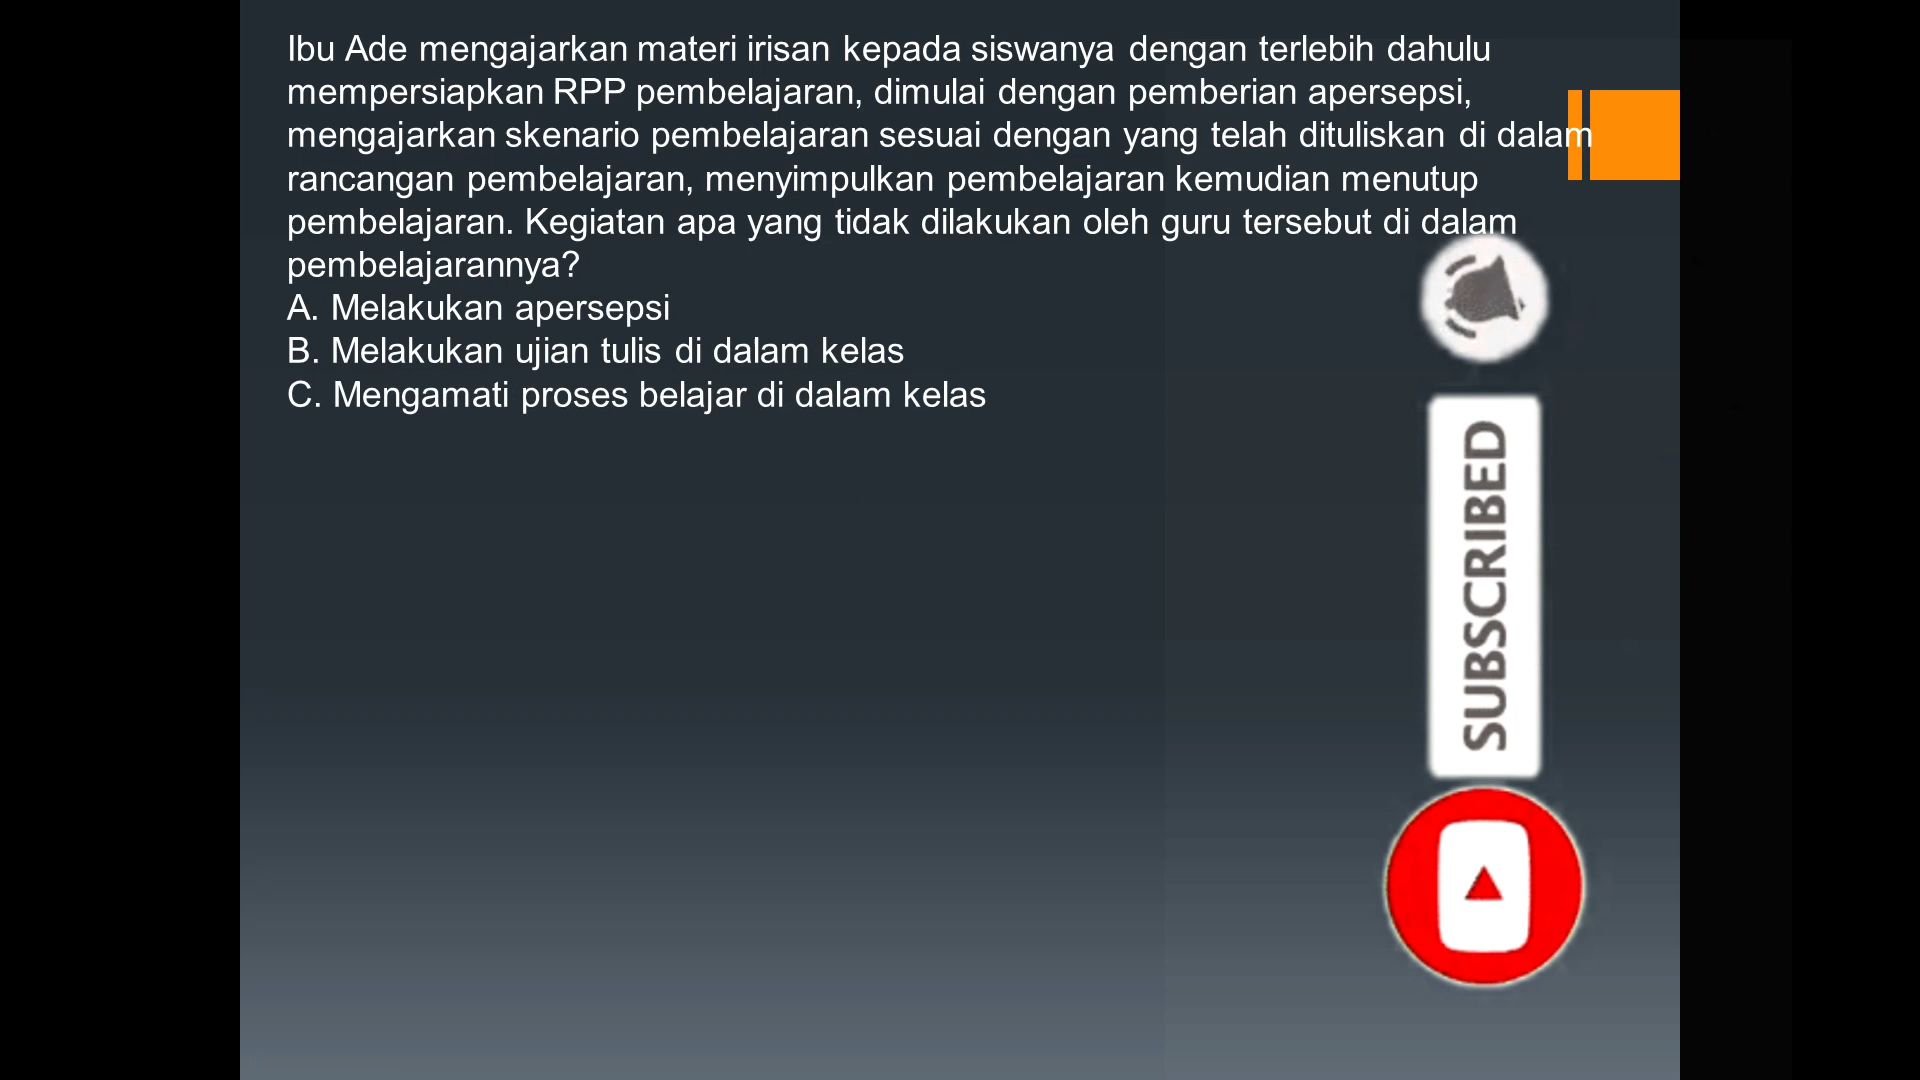 Ibu Ade mengajarkan materi irisan kepada siswanya dengan terlebih dahulu
mempersiapkan RPP pembelajaran, dimulai dengan pemberian apersepsi,
mengajarkan skenario pembelajaran sesuai dengan yang telah dituliskan di dalam
rancangan pembelajaran, menyimpulkan pembelajaran kemudian menutup
pembelajaran. Kegiatan apa yang tidak dilakukan oleh guru tersebut di dalam
pembelajarannya?
A. Melakukan apersepsi
B. Melakukan ujian tulis di dalam kelas
C. Mengamati proses belajar di dalam kelas
SUBSCRIBED